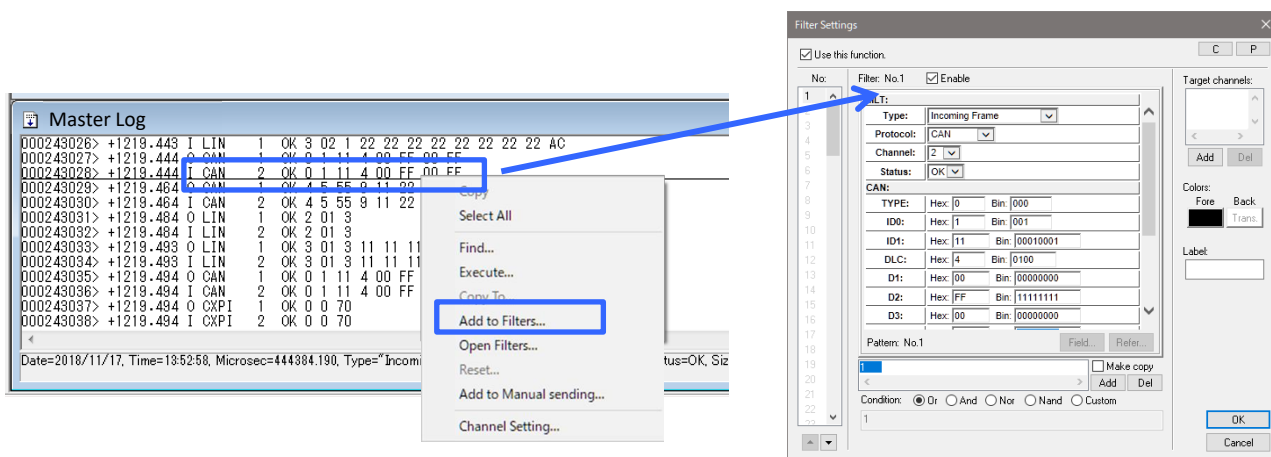 Master Log
000243026> +1219.443 I LIN 1 OK 3 02 1 22 22 22 22 22 22 22 22 AC
000243027> +1219.444 O CAN 1 OK 0 1 11 4 00 FF 00 FF
000243028> +1219.444 I CAN 2 OK 0 1 11 4 00 FF 00 FF
000243029> +1219.464 O CAN 1 OK 4 5 55 9 11 22
000243030> +1219.464 I CAN 2 OK 4 5 55 9 11 22
000243031> +1219.484 O LIN 1 OK 2 01 3
000243032> +1219.484 I LIN 2 OK 2 01 3
000243033> +1219.493 O LIN 1 OK 3 01 3 11 11 11
000243034> +1219.493 I LIN 2 OK 3 01 3 11 11 11
000243035> +1219.494 O CAN 1 OK 0 1 11 4 00 FF
000243036> +1219.494 I CAN 2 OK 0 1 11 4 00 FF
000243037> +1219.494 O CXPI 1 OK 0 0 70
000243038> +1219.494 I CXPI 2 OK 0 0 70
Date=2018/11/17, Time=13:52:58, Microsec=444384.190, Type="Incomi
tus=OK, Siz
Copy
Select All
Find...
Execute...
Copy To...
Add to Filters...
Open Filters...
Reset...
Add to Manual sending...
Channel Setting...
Filter Settings
Use this function.
C P
No:
1
3
4
5
6
7
8
9
10
11
12
13
14
15
16
17
18
19
20
21
22
23
Filter: No.1 Enable
Type: Incoming Frame
Protocol: CAN
Channel: 2
Status: OK
CAN:
TYPE: Hex: 0 Bin: 000
ID0: Hex: 1 Bin: 001
ID1: Hex: 11 Bin: 00010001
DLC: Hex: 4 Bin: 0100
D1: Hex: 00 Bin: 00000000
D2: Hex: FF Bin: 11111111
D3: Hex: 00 Bin: 00000000
Pattern: No.1 Field... Refer...
1
Make copy
Add Del
Condition: Or And Nor Nand Custom
1
Target channels:
Add Del
Colors:
Fore Back
Trans.
Label:
OK
Cancel